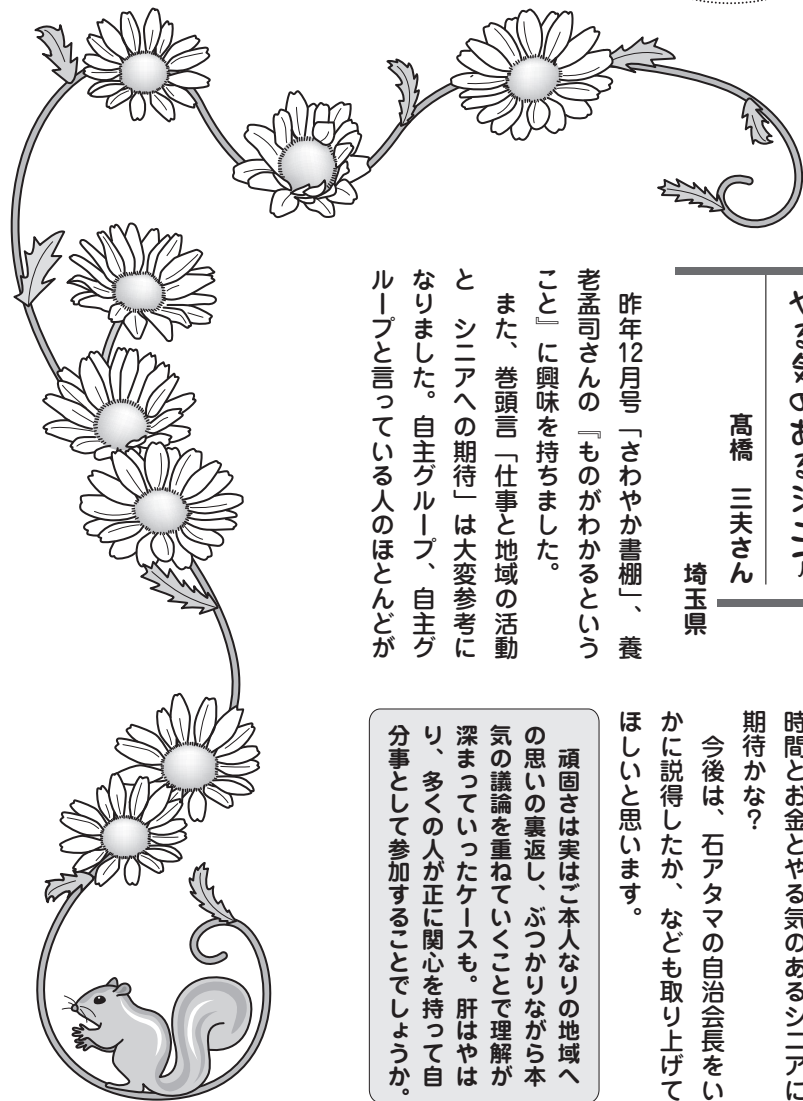 やる気のあるシニア
髙橋　三夫さん
埼玉県
　昨年12月号「さわやか書棚」、養
老孟司さんの『ものがわかるという
こと』に興味を持ちました。
　また、巻頭言「仕事と地域の活動
と　シニアへの期待」は大変参考に
なりました。自主グループ、自主グ
ループと言っている人のほとんどが
時間とお金とやる気のあるシニアに
期待かな？
　今後は、石アタマの自治会長をい
かに説得したか、なども取り上げて
ほしいと思います。
　頑固さは実はご本人なりの地域へ
の思いの裏返し、ぶつかりながら本
気の議論を重ねていくことで理解が
深まっていったケースも。肝はやは
り、多くの人が正に関心を持って自
分事として参加することでしょうか。